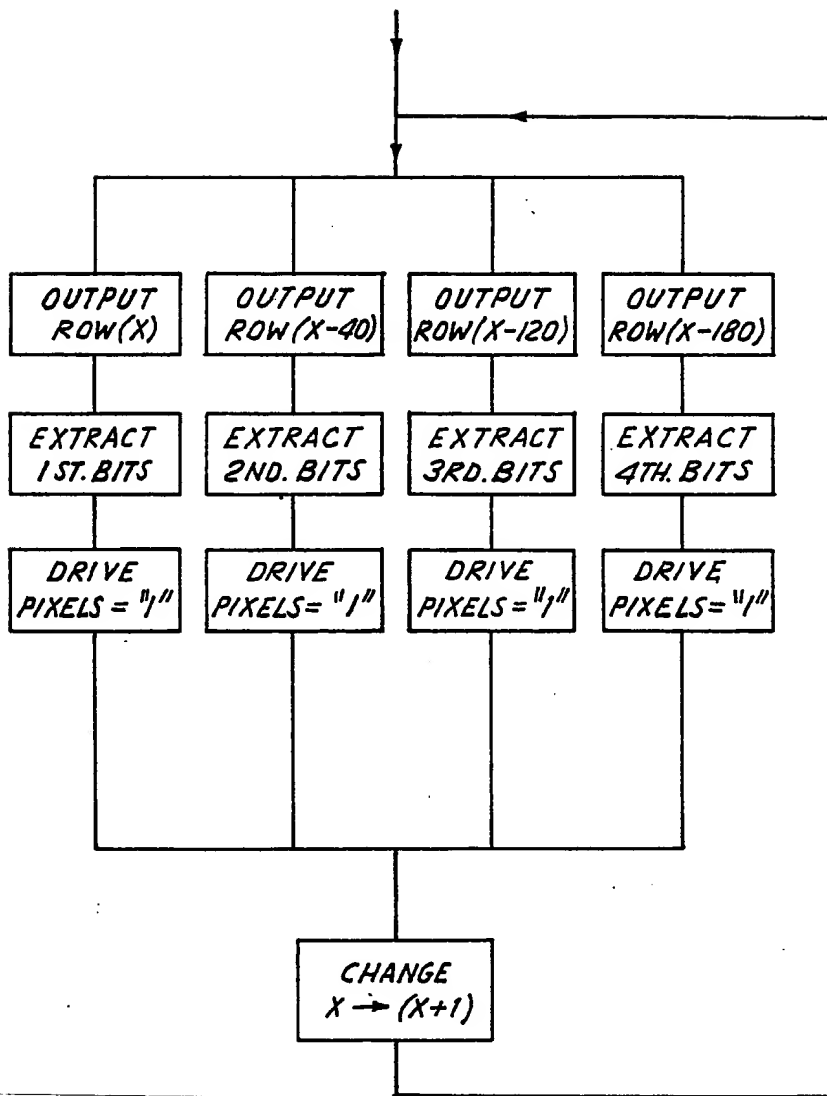 OUTPUT
ROW(X)
OUTPUT
ROW(X-40)
OUTPUT
ROW(X-120)
OUTPUT
ROW(X-180)
EXTRACT
1ST. BITS
EXTRACT
2ND. BITS
EXTRACT
3RD. BITS
EXTRACT
4TH. BITS
DRIVE
PIXELS= "1"
DRIVE
PIXELS= "1"
DRIVE
PIXELS= "1"
DRIVE
PIXELS= "1"
CHANGE
X → (X+1)